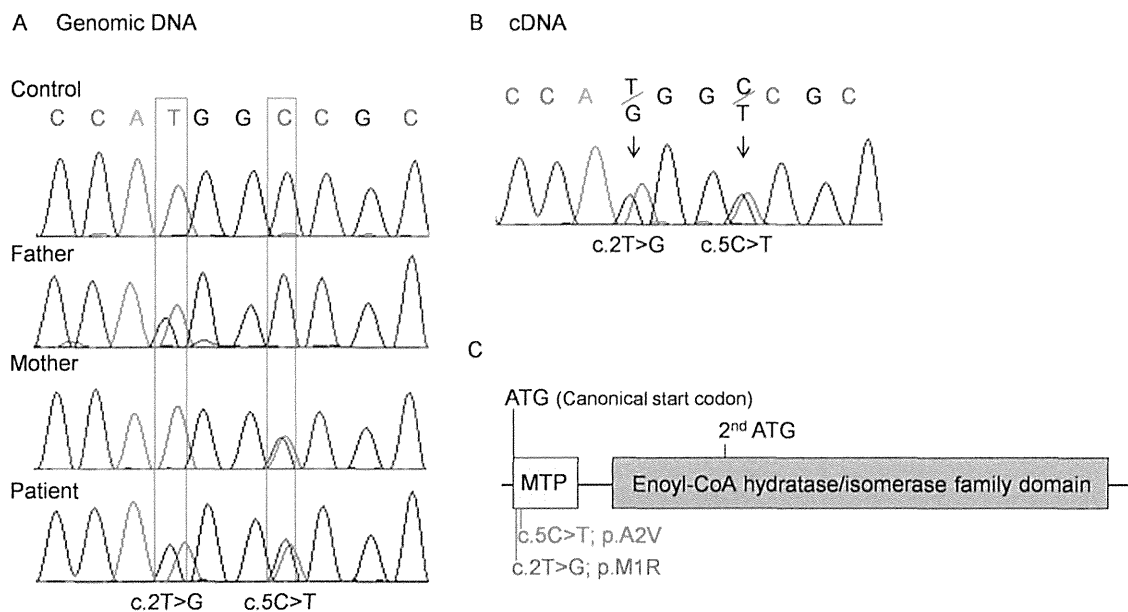 A Genomic DNA
Control
C C A T G G C C G C
Father
Mother
Patient
c.2T>G c.5C>T
B cDNA
C C A T/G G G C/T C G C
c.2T>G c.5C>T
C
ATG (Canonical start codon)
2nd ATG
MTP
Enoyl-CoA hydratase/isomerase family domain
c.5C>T; p.A2V
c.2T>G; p.M1R